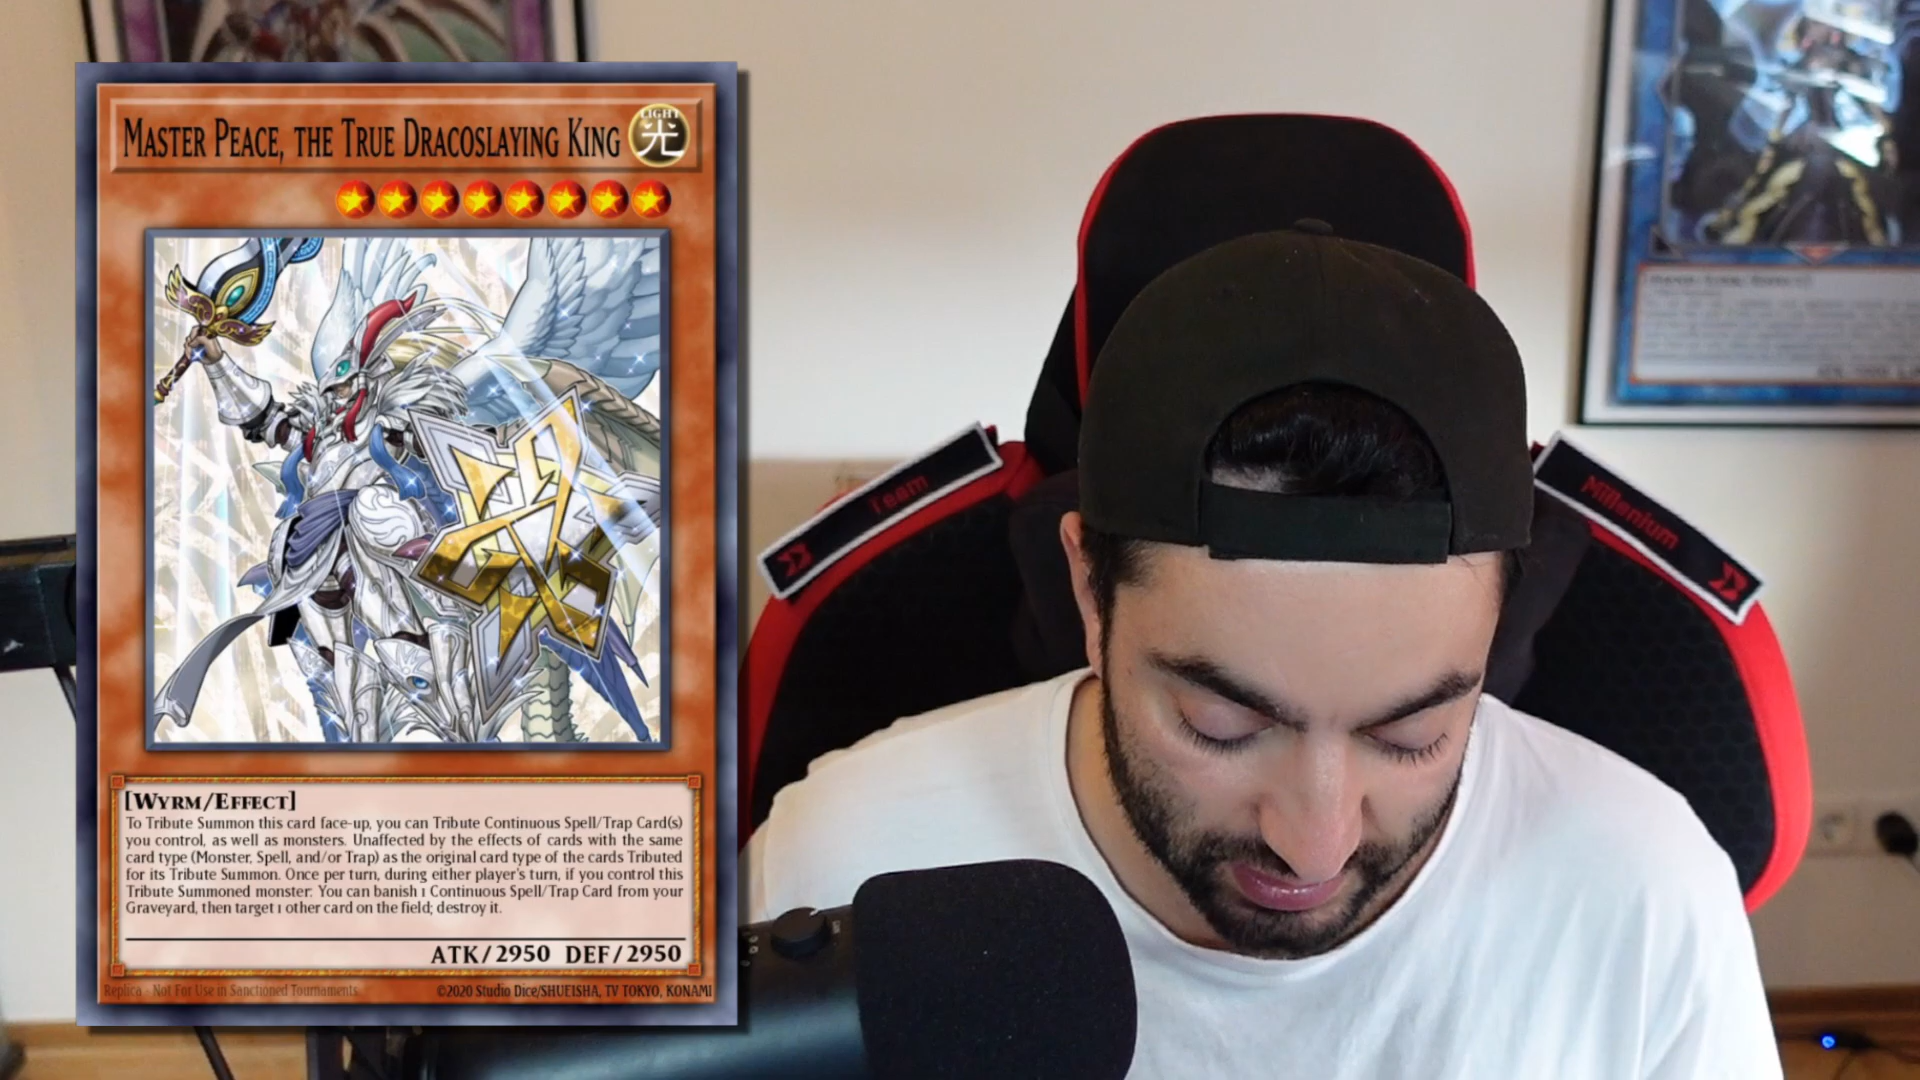 MASTER PEACE, THE TRUE DRACOSLAYING KING
LIGHT
光
[WYRM/EFFECT]
To Tribute Summon this card face-up, you can Tribute Continuous Spell/Trap Card(s)
you control, as well as monsters. Unaffected by the effects of cards with the same
card type (Monster, Spell, and/or Trap) as the original card type of the cards Tributed
for its Tribute Summon. Once per turn, during either player's turn, if you control this
Tribute Summoned monster: You can banish 1 Continuous Spell/Trap Card from your
Graveyard, then target 1 other card on the field; destroy it.
ATK/2950 DEF/2950
Replica - Not For Use in Sanctioned Tournaments
©2020 Studio Dice/SHUEISHA, TV TOKYO, KONAMI
Team
Millenium